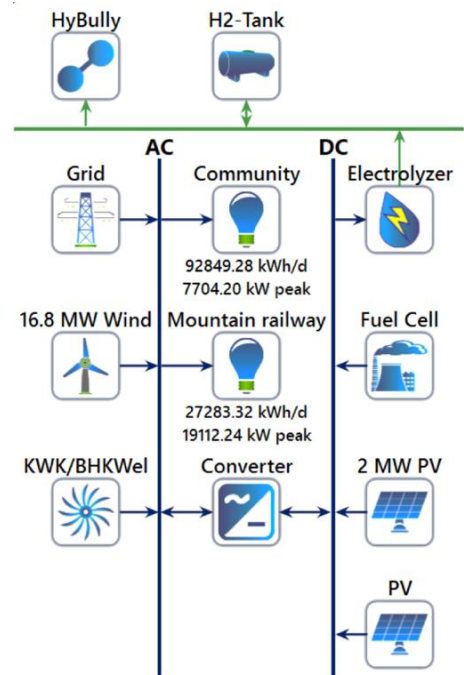 HyBully H2-Tank
AC DC
Grid Community Electrolyzer
92849.28 kWh/d
7704.20 kW peak
16.8 MW Wind Mountain railway Fuel Cell
27283.32 kWh/d
19112.24 kW peak
KWK/BHKWel Converter 2 MW PV
PV